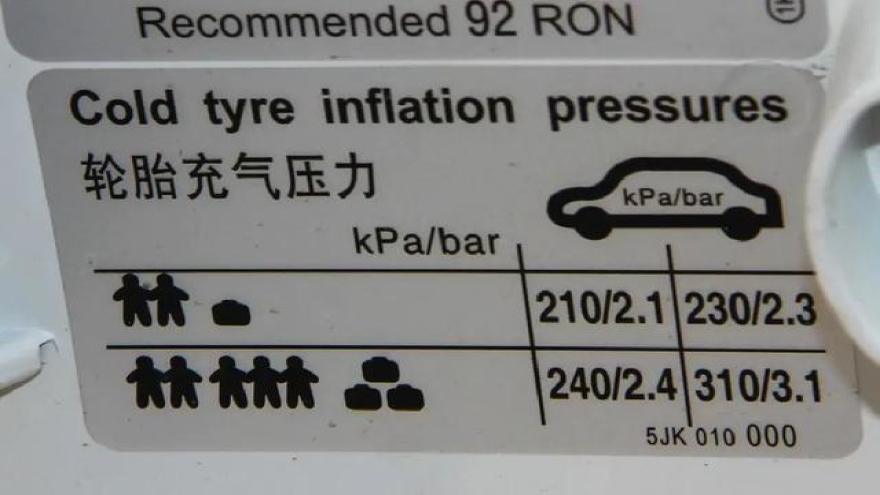 Recommended 92 RON
Cold tyre inflation pressures
轮胎充气压力
kPa/bar
kPa/bar
210/2.1 230/2.3
240/2.4 310/3.1
5JK 010 000